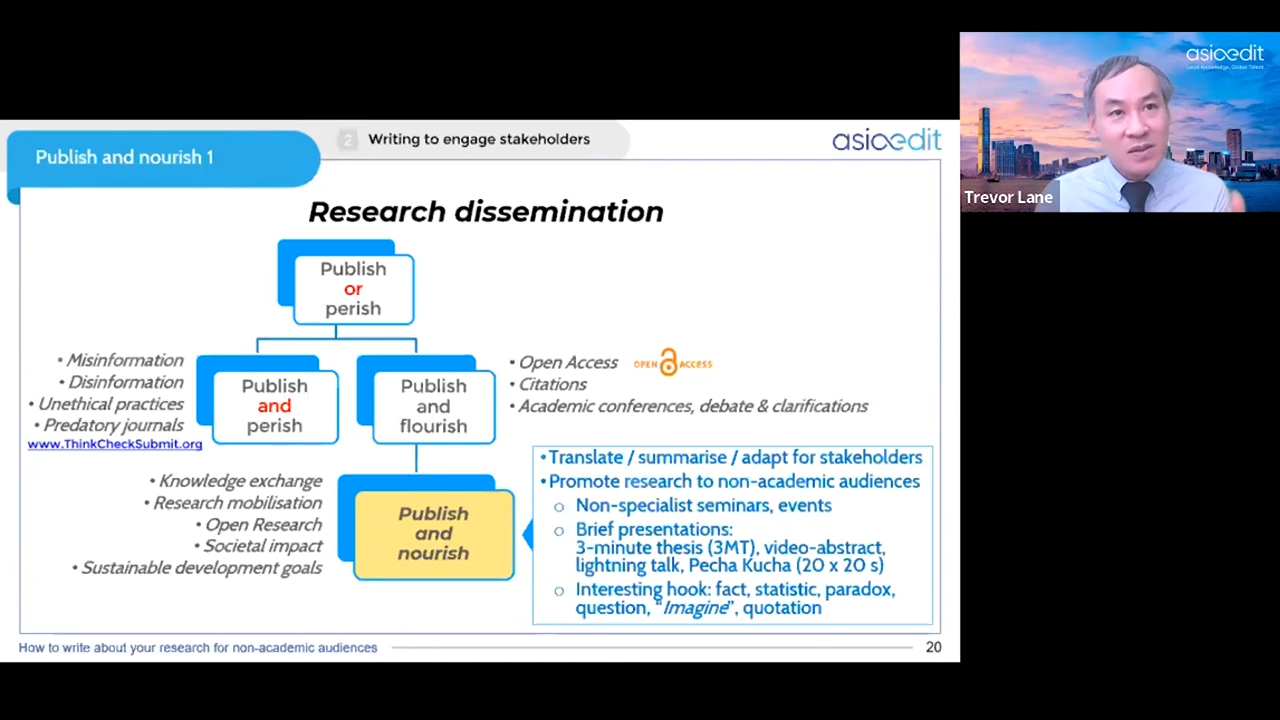 asiaedit
Local Knowledge, Global Talent
Trevor Lane
Publish and nourish 1
2 Writing to engage stakeholders
asiaedit
Research dissemination
Publish
or
perish
• Misinformation
• Disinformation
• Unethical practices
• Predatory journals
www.ThinkCheckSubmit.org
Publish
and
perish
Publish
and
flourish
• Open Access
OPEN ACCESS
• Citations
• Academic conferences, debate & clarifications
• Knowledge exchange
• Research mobilisation
• Open Research
• Societal impact
• Sustainable development goals
Publish
and
nourish
• Translate / summarise / adapt for stakeholders
• Promote research to non-academic audiences
o Non-specialist seminars, events
o Brief presentations:
3-minute thesis (3MT), video-abstract,
lightning talk, Pecha Kucha (20 x 20 s)
o Interesting hook: fact, statistic, paradox,
question, "Imagine", quotation
How to write about your research for non-academic audiences
20